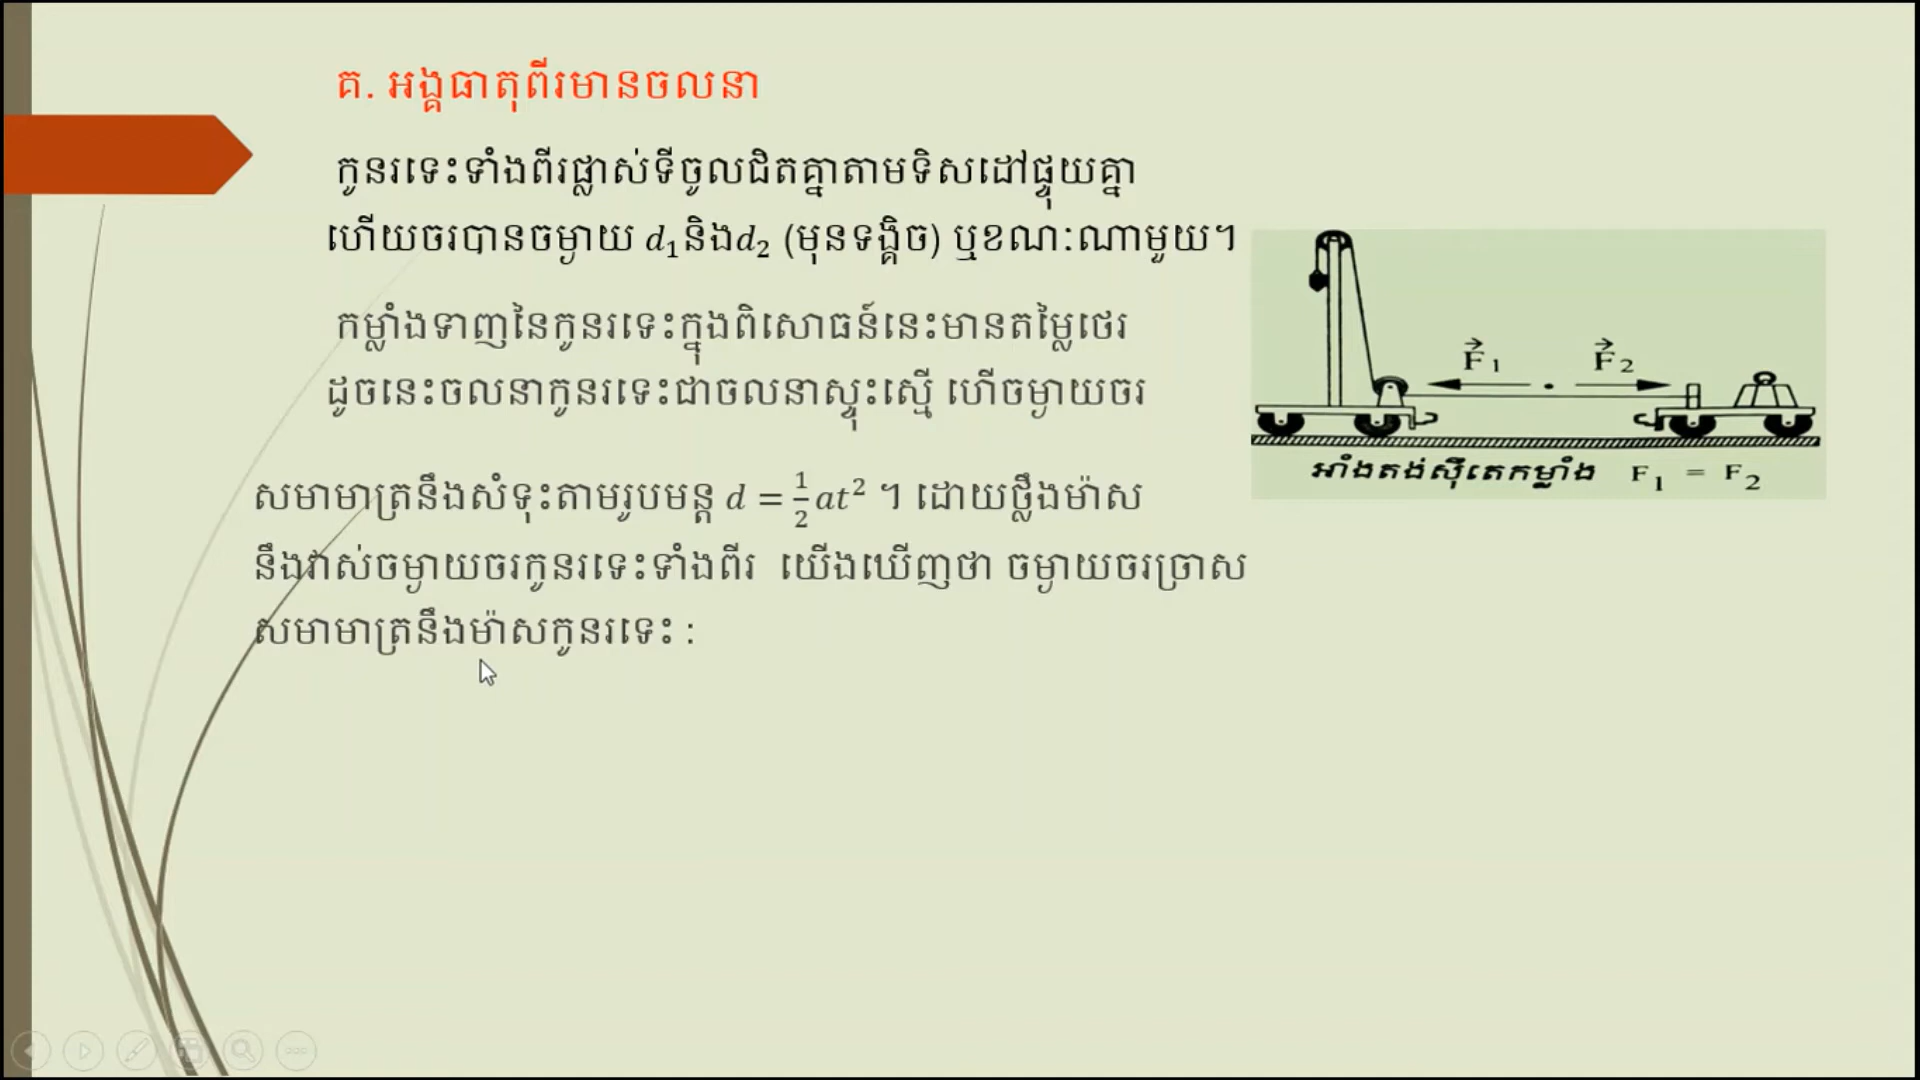 គ. អង្គធាតុពីរមានចលនា
កូនរទេះទាំងពីរផ្លាស់ទីចូលជិតគ្នាតាមទិសដៅផ្ទុយគ្នា
ហើយចរបានចម្ងាយ d₁និងd₂ (មុនទង្គិច) ឬខណៈណាមួយ។
កម្លាំងទាញនៃកូនរទេះក្នុងពិសោធន៍នេះមានតម្លៃថេរ
ដូចនេះចលនាកូនរទេះជាចលនាស្ទុះស្មើ ហើចម្ងាយចរ
សមាមាត្រនឹងសំទុះតាមរូបមន្ត d = ½at² ។ ដោយថ្លឹងម៉ាស
នឹងវាស់ចម្ងាយចរកូនរទេះទាំងពីរ យើងឃើញថា ចម្ងាយចរច្រាស
សមាមាត្រនឹងម៉ាសកូនរទេះ :
F⃗₁ F⃗₂
អាំងតង់ស៊ីតេកម្លាំង F₁ = F₂